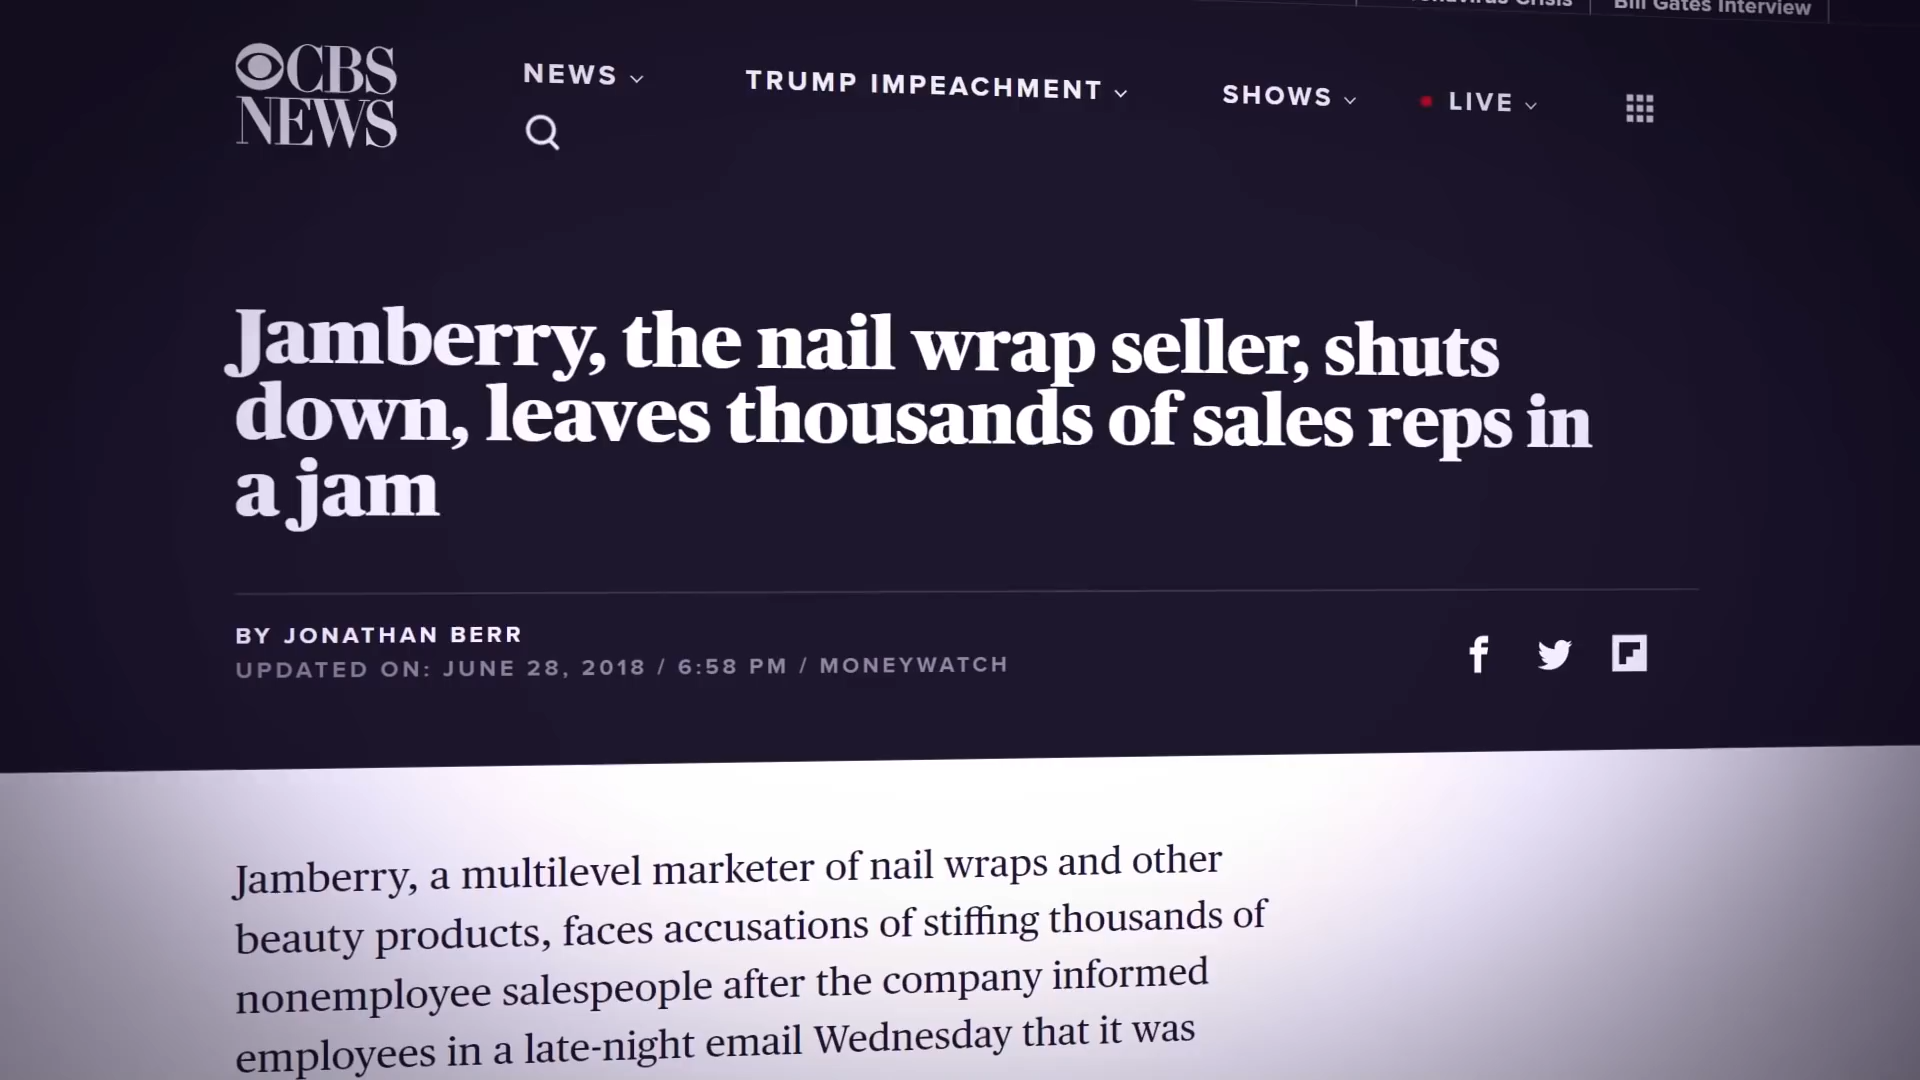 Bill Gates Interview
CBS
NEWS
NEWS
TRUMP IMPEACHMENT
SHOWS
LIVE
Jamberry, the nail wrap seller, shuts
down, leaves thousands of sales reps in
a jam
BY JONATHAN BERR
UPDATED ON: JUNE 28, 2018 / 6:58 PM / MONEYWATCH
Jamberry, a multilevel marketer of nail wraps and other
beauty products, faces accusations of stiffing thousands of
nonemployee salespeople after the company informed
employees in a late-night email Wednesday that it was